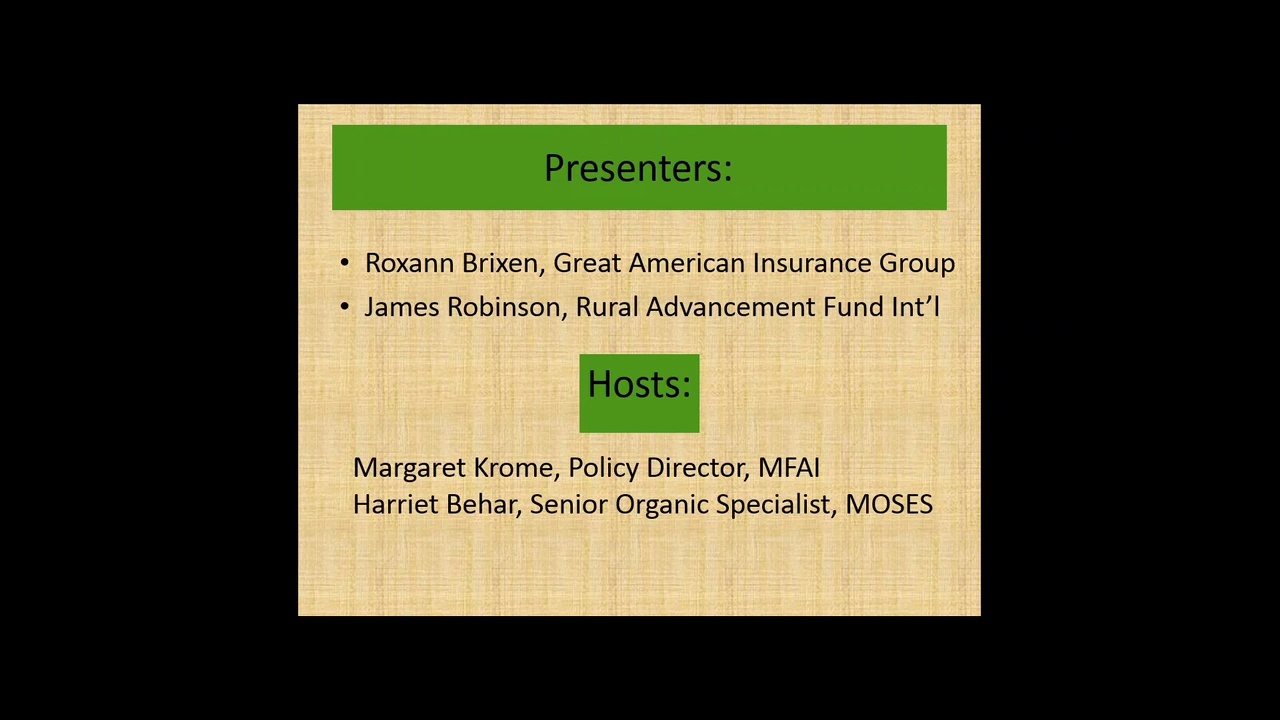 Presenters:
• Roxann Brixen, Great American Insurance Group
• James Robinson, Rural Advancement Fund Int’l
Hosts:
Margaret Krome, Policy Director, MFAI
Harriet Behar, Senior Organic Specialist, MOSES